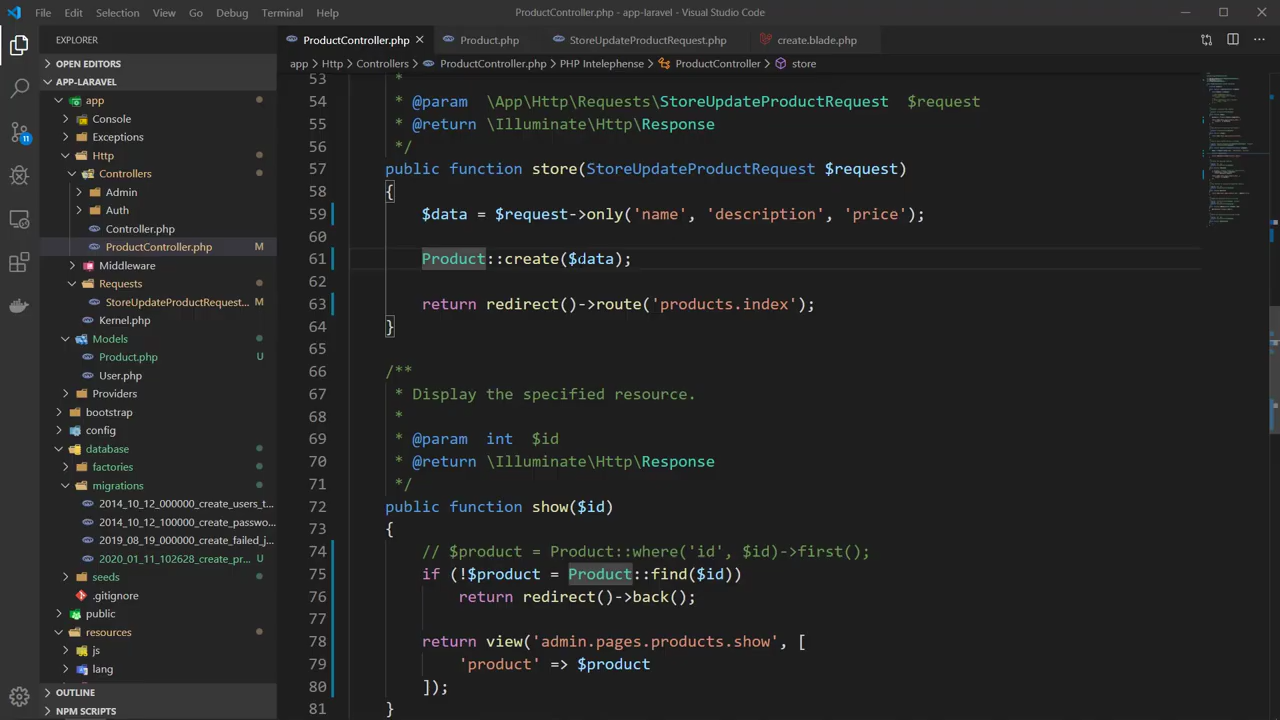 File Edit Selection View Go Debug Terminal Help
ProductController.php - app-laravel - Visual Studio Code
EXPLORER
OPEN EDITORS
APP-LARAVEL
app
Console
Exceptions
Http
Controllers
Admin
Auth
Controller.php
ProductController.php M
Middleware
Requests
StoreUpdateProductRequest... M
Kernel.php
Models
Product.php U
User.php
Providers
bootstrap
config
database
factories
migrations
2014_10_12_000000_create_users_t...
2014_10_12_100000_create_passwo...
2019_08_19_000000_create_failed_j...
2020_01_11_102628_create_pr... U
seeds
.gitignore
public
resources
js
lang
OUTLINE
NPM SCRIPTS
11
ProductController.php Product.php StoreUpdateProductRequest.php create.blade.php
app > Http > Controllers > ProductController.php > PHP Intelephense > ProductController > store
53 *
54 * @param \App\Http\Requests\StoreUpdateProductRequest $request
55 * @return \Illuminate\Http\Response
56 */
57 public function store(StoreUpdateProductRequest $request)
58 {
59 $data = $request->only('name', 'description', 'price');
60
61 Product::create($data);
62
63 return redirect()->route('products.index');
64 }
65
66 /**
67 * Display the specified resource.
68 *
69 * @param int $id
70 * @return \Illuminate\Http\Response
71 */
72 public function show($id)
73 {
74 // $product = Product::where('id', $id)->first();
75 if (!$product = Product::find($id))
76 return redirect()->back();
77
78 return view('admin.pages.products.show', [
79 'product' => $product
80 ]);
81 }